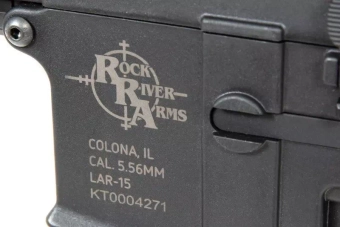 ROCK
RIVER
ARMS
COLONA, IL
CAL. 5.56MM
LAR-15
KT0004271